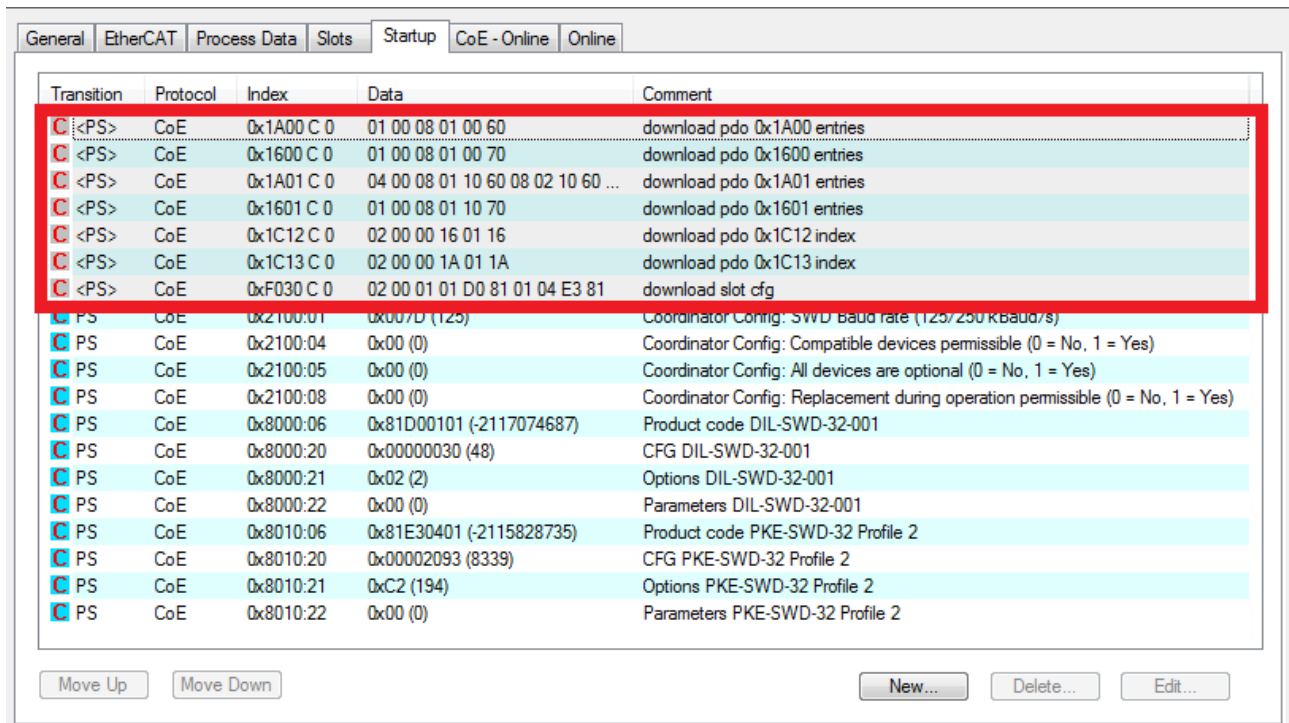 General EtherCAT Process Data Slots Startup CoE - Online Online
Transition Protocol Index Data Comment
C <PS> CoE 0x1A00 C 0 01 00 08 01 00 60 download pdo 0x1A00 entries
C <PS> CoE 0x1600 C 0 01 00 08 01 00 70 download pdo 0x1600 entries
C <PS> CoE 0x1A01 C 0 04 00 08 01 10 60 08 02 10 60 ... download pdo 0x1A01 entries
C <PS> CoE 0x1601 C 0 01 00 08 01 10 70 download pdo 0x1601 entries
C <PS> CoE 0x1C12 C 0 02 00 00 16 01 16 download pdo 0x1C12 index
C <PS> CoE 0x1C13 C 0 02 00 00 1A 01 1A download pdo 0x1C13 index
C <PS> CoE 0xF030 C 0 02 00 01 01 D0 81 01 04 E3 81 download slot cfg
C PS CoE 0x2100:01 0x007D (125) Coordinator Config: SWD Baud rate (125/250 kBaud/s)
C PS CoE 0x2100:04 0x00 (0) Coordinator Config: Compatible devices permissible (0 = No, 1 = Yes)
C PS CoE 0x2100:05 0x00 (0) Coordinator Config: All devices are optional (0 = No, 1 = Yes)
C PS CoE 0x2100:08 0x00 (0) Coordinator Config: Replacement during operation permissible (0 = No, 1 = Yes)
C PS CoE 0x8000:06 0x81D00101 (-2117074687) Product code DIL-SWD-32-001
C PS CoE 0x8000:20 0x00000030 (48) CFG DIL-SWD-32-001
C PS CoE 0x8000:21 0x02 (2) Options DIL-SWD-32-001
C PS CoE 0x8000:22 0x00 (0) Parameters DIL-SWD-32-001
C PS CoE 0x8010:06 0x81E30401 (-2115828735) Product code PKE-SWD-32 Profile 2
C PS CoE 0x8010:20 0x00002093 (8339) CFG PKE-SWD-32 Profile 2
C PS CoE 0x8010:21 0xC2 (194) Options PKE-SWD-32 Profile 2
C PS CoE 0x8010:22 0x00 (0) Parameters PKE-SWD-32 Profile 2
Move Up Move Down New... Delete... Edit...